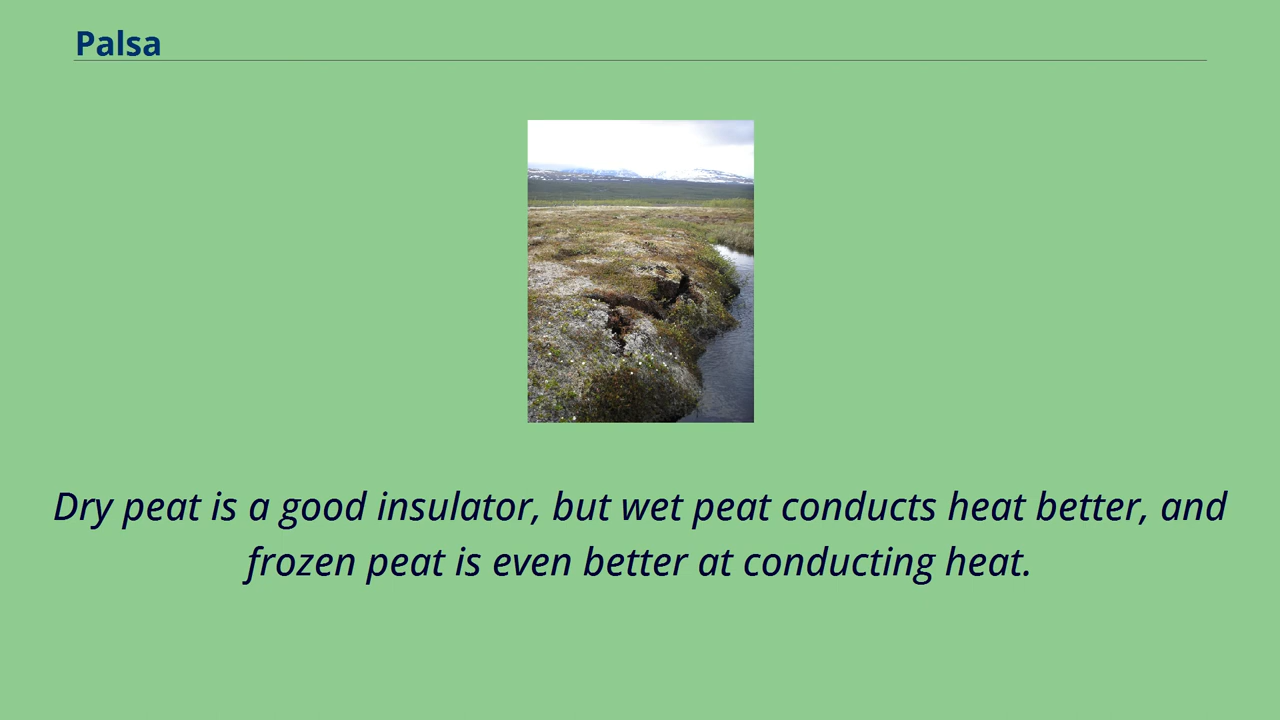 Palsa
Dry peat is a good insulator, but wet peat conducts heat better, and
frozen peat is even better at conducting heat.